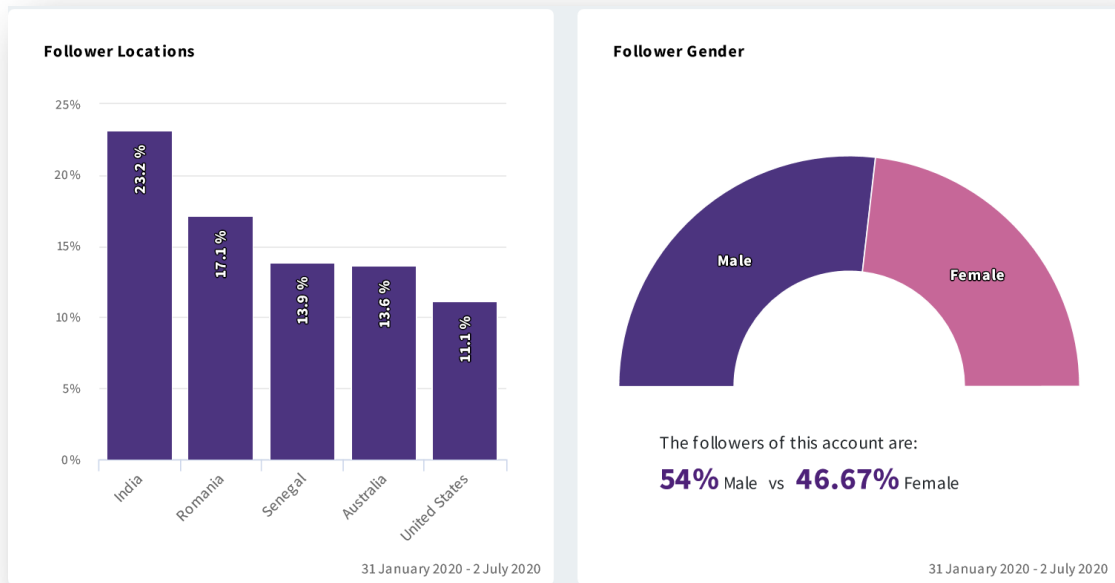 Follower Locations
25%
20%
15%
10%
5%
0%
23.2 %
17.1 %
13.9 %
13.6 %
11.1 %
India
Romania
Senegal
Australia
United States
31 January 2020 - 2 July 2020
Follower Gender
Male
Female
The followers of this account are:
54% Male vs 46.67% Female
31 January 2020 - 2 July 2020